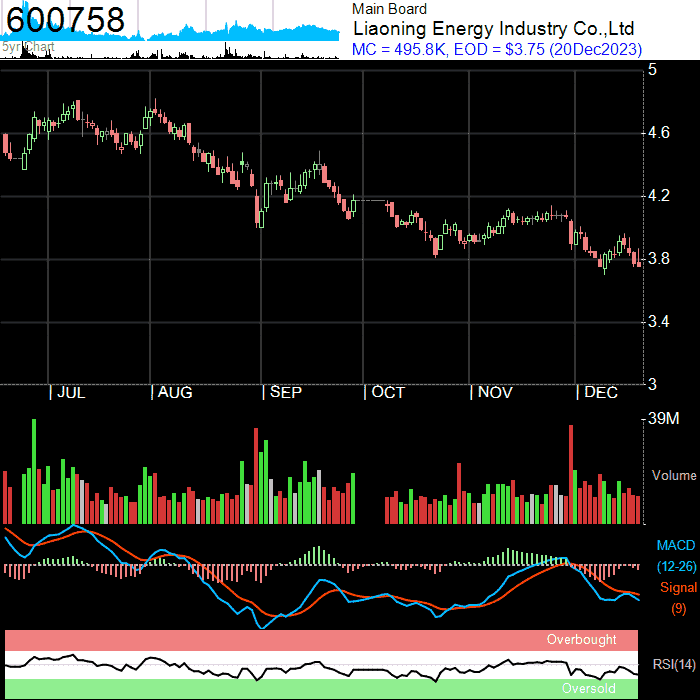 600758
5yr Chart
Main Board
Liaoning Energy Industry Co.,Ltd
MC = 495.8K, EOD = $3.75 (20Dec2023)
5
4.6
4.2
3.8
3.4
3
JUL AUG SEP OCT NOV DEC
39M
Volume
MACD
(12-26)
Signal
(9)
Overbought
RSI(14)
Oversold